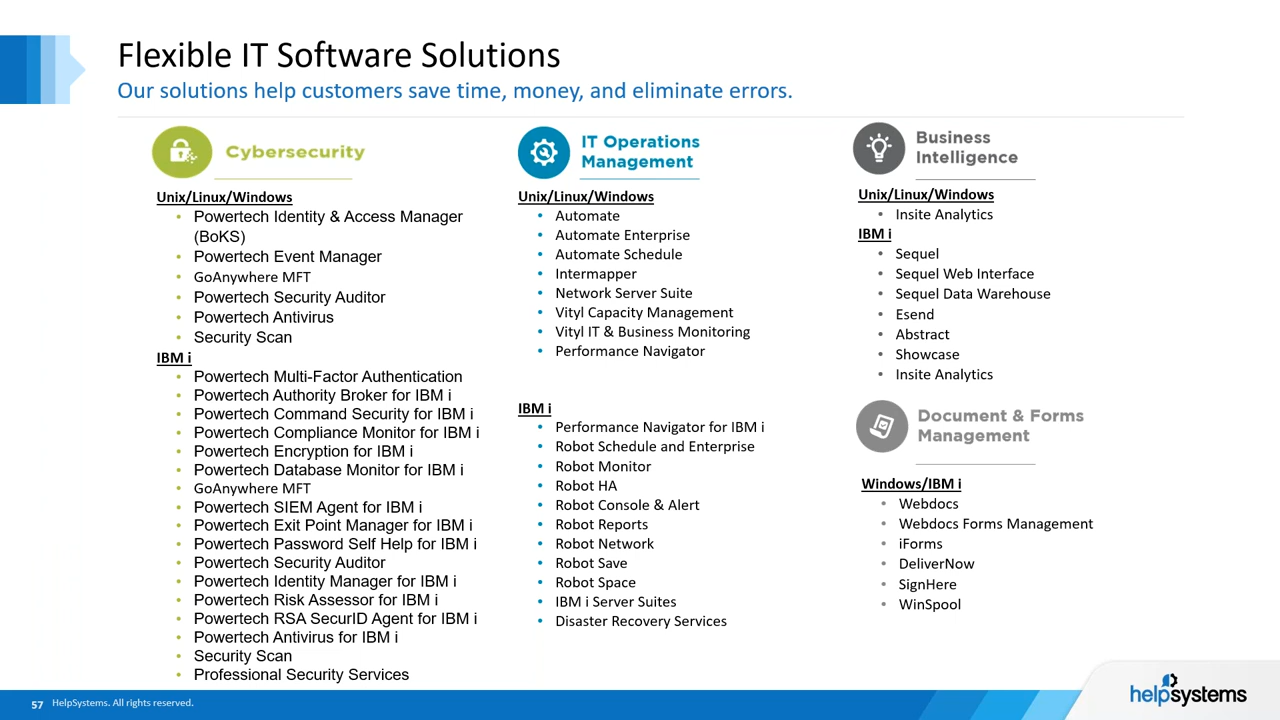 Flexible IT Software Solutions
Our solutions help customers save time, money, and eliminate errors.
Cybersecurity
Unix/Linux/Windows
• Powertech Identity & Access Manager
(BoKS)
• Powertech Event Manager
• GoAnywhere MFT
• Powertech Security Auditor
• Powertech Antivirus
• Security Scan
IBM i
• Powertech Multi-Factor Authentication
• Powertech Authority Broker for IBM i
• Powertech Command Security for IBM i
• Powertech Compliance Monitor for IBM i
• Powertech Encryption for IBM i
• Powertech Database Monitor for IBM i
• GoAnywhere MFT
• Powertech SIEM Agent for IBM i
• Powertech Exit Point Manager for IBM i
• Powertech Password Self Help for IBM i
• Powertech Security Auditor
• Powertech Identity Manager for IBM i
• Powertech Risk Assessor for IBM i
• Powertech RSA SecurID Agent for IBM i
• Powertech Antivirus for IBM i
• Security Scan
• Professional Security Services
IT Operations
Management
Unix/Linux/Windows
• Automate
• Automate Enterprise
• Automate Schedule
• Intermapper
• Network Server Suite
• Vityl Capacity Management
• Vityl IT & Business Monitoring
• Performance Navigator
IBM i
• Performance Navigator for IBM i
• Robot Schedule and Enterprise
• Robot Monitor
• Robot HA
• Robot Console & Alert
• Robot Reports
• Robot Network
• Robot Save
• Robot Space
• IBM i Server Suites
• Disaster Recovery Services
Business
Intelligence
Unix/Linux/Windows
• Insite Analytics
IBM i
• Sequel
• Sequel Web Interface
• Sequel Data Warehouse
• Esend
• Abstract
• Showcase
• Insite Analytics
Document & Forms
Management
Windows/IBM i
• Webdocs
• Webdocs Forms Management
• iForms
• DeliverNow
• SignHere
• WinSpool
57 HelpSystems. All rights reserved.
helpsystems